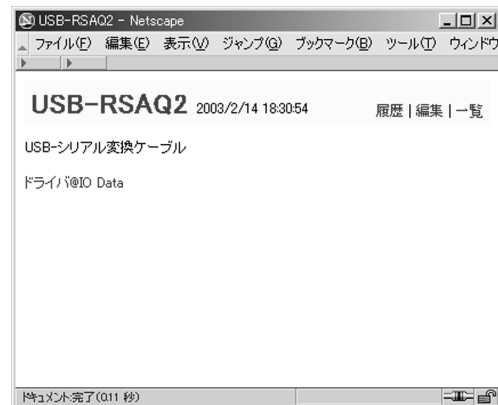 USB-RSAQ2 - Netscape
ファイル(F) 編集(E) 表示(V) ジャンプ(G) ブックマーク(B) ツール(T) ウィンドウ
USB-RSAQ2 2003/2/14 18:30:54 履歴 | 編集 | 一覧
USB-シリアル変換ケーブル
ドライバ@IO Data
ドキュメント:完了(0.11 秒)